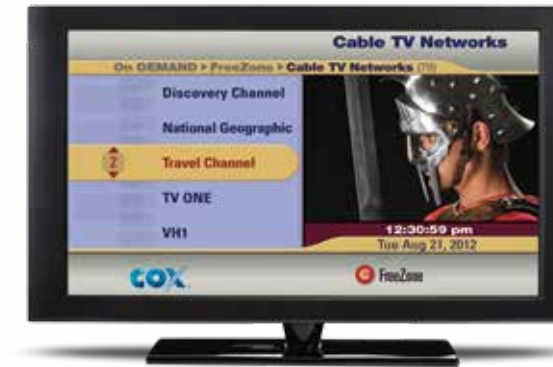 Cable TV Networks
On DEMAND ▸ FreeZone ▸ Cable TV Networks
Discovery Channel
National Geographic
2
Travel Channel
TV ONE
VH1
12:30:59 pm
Tue Aug 21, 2012
COX
FreeZone